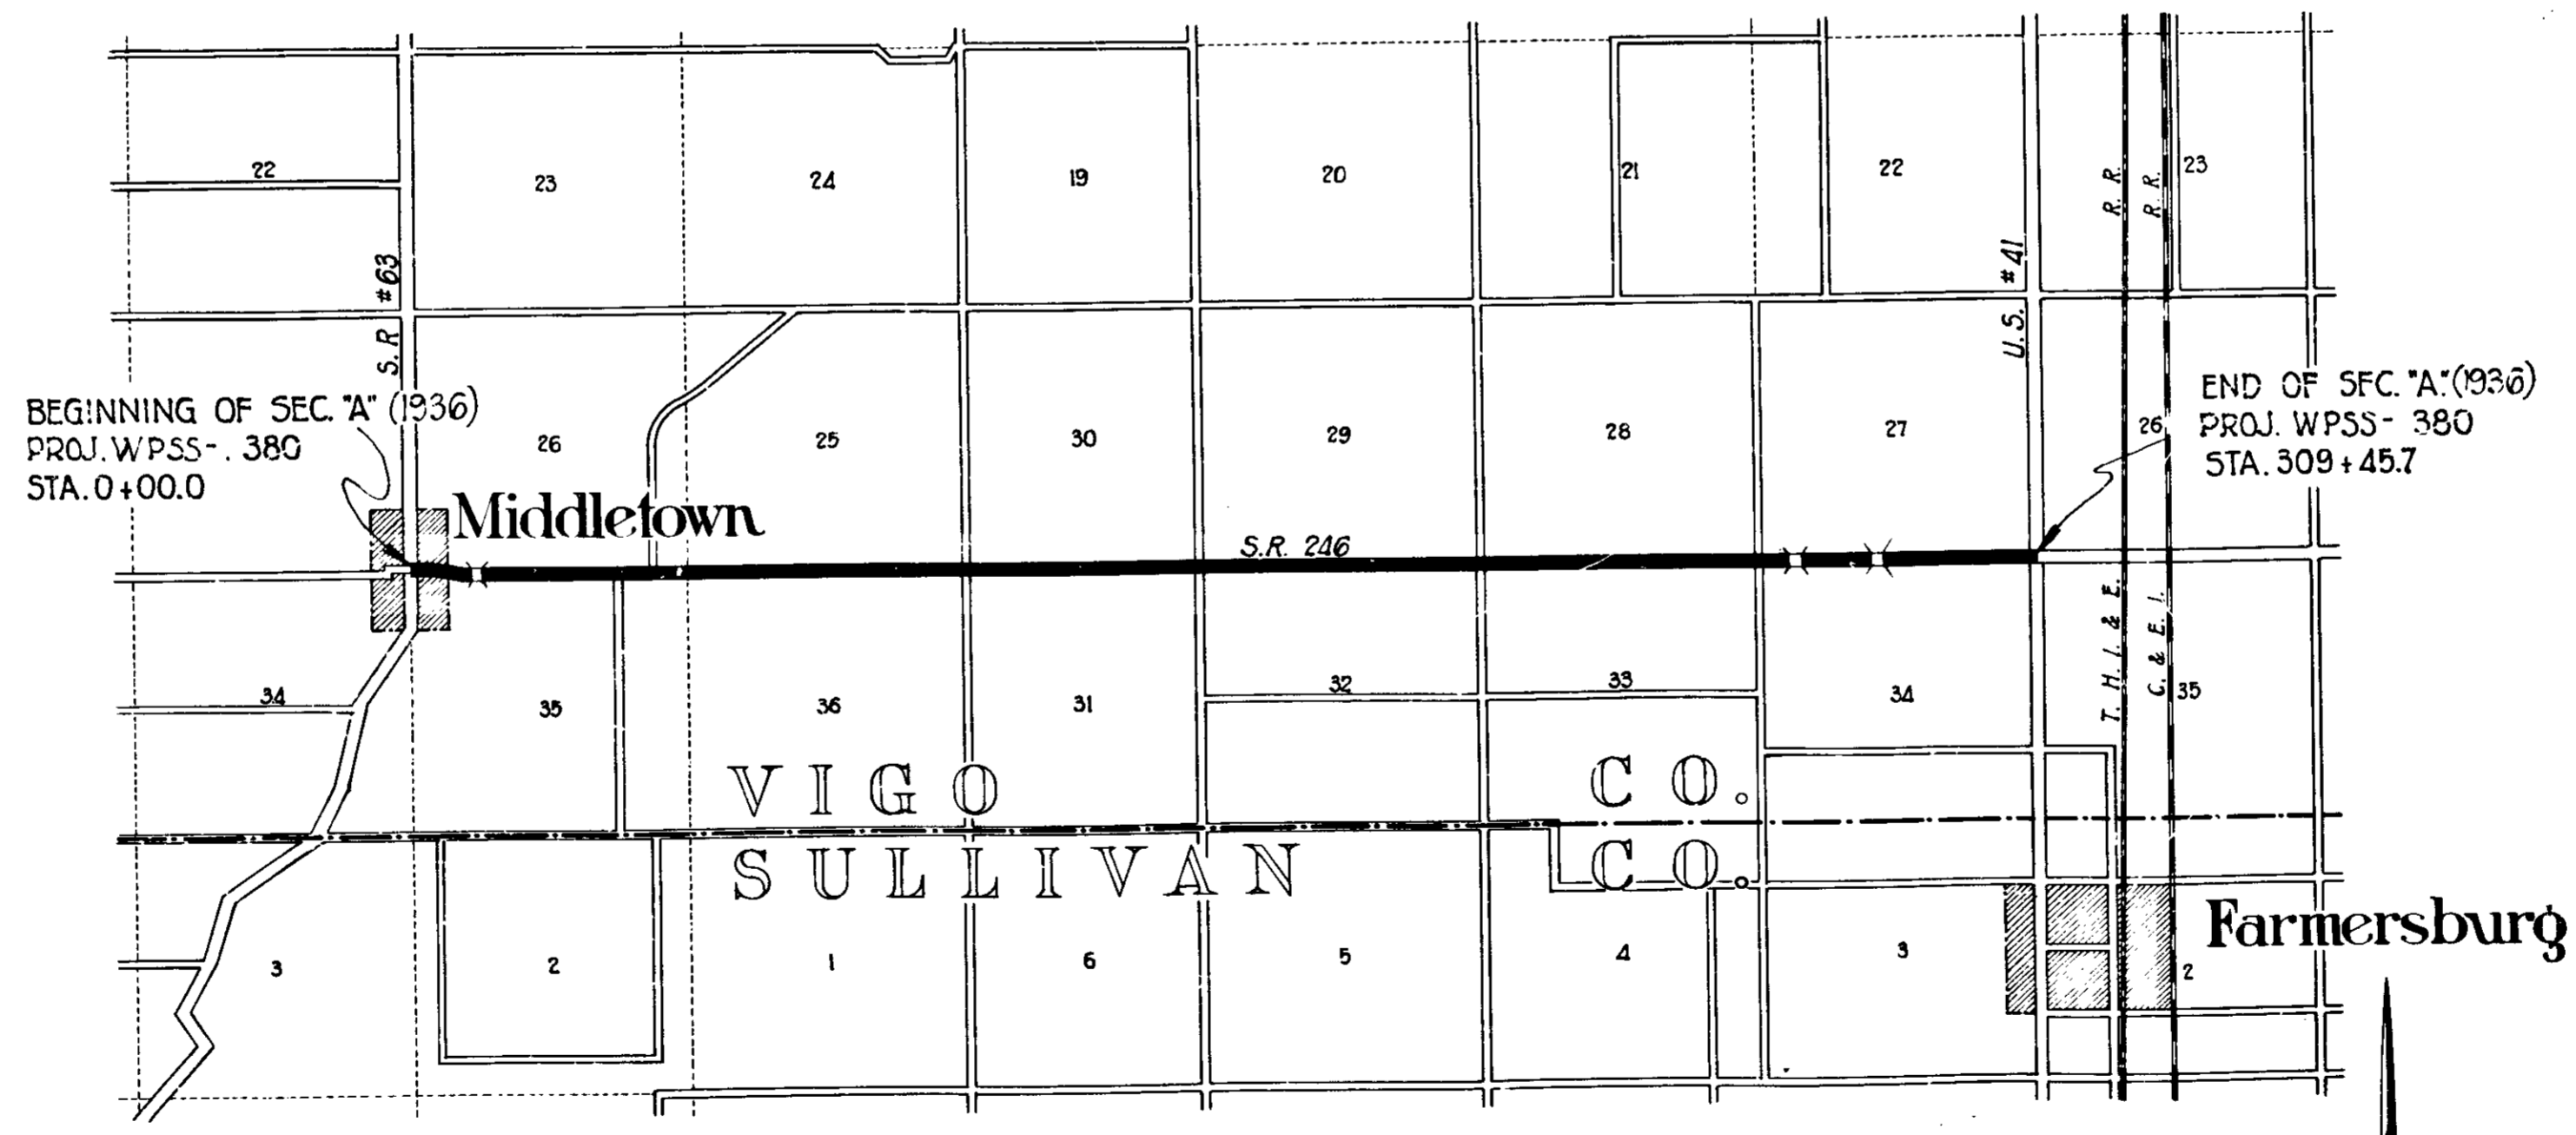 22
23
24
19
20
21
22
23
R. R.
R. R.
S. R #63
U. S. #41
BEGINNING OF SEC. "A" (1936)
PROJ. WPSS-. 380
STA. 0+00.0
END OF SEC. "A". (1936)
PROJ. WPSS- 380
STA. 309+45.7
26
25
30
29
28
27
26
Middletown
S.R. 246
T. H. I. & E.
C. & E. I.
34
35
36
31
32
33
34
35
VIGO CO.
SULLIVAN CO.
Farmersburg
3
2
1
6
5
4
3
2